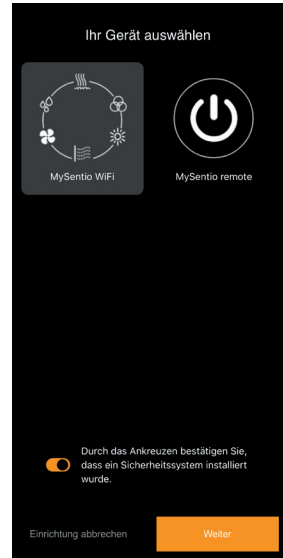 Ihr Gerät auswählen
MySentio WiFi
MySentio remote
Durch das Ankreuzen bestätigen Sie,
dass ein Sicherheitssystem installiert
wurde.
Einrichtung abbrechen
Weiter